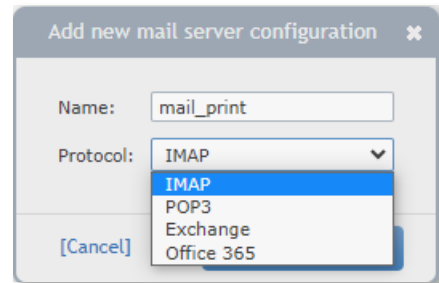 Add new mail server configuration ×
Name: mail_print
Protocol: IMAP
IMAP
POP3
Exchange
Office 365
[Cancel]